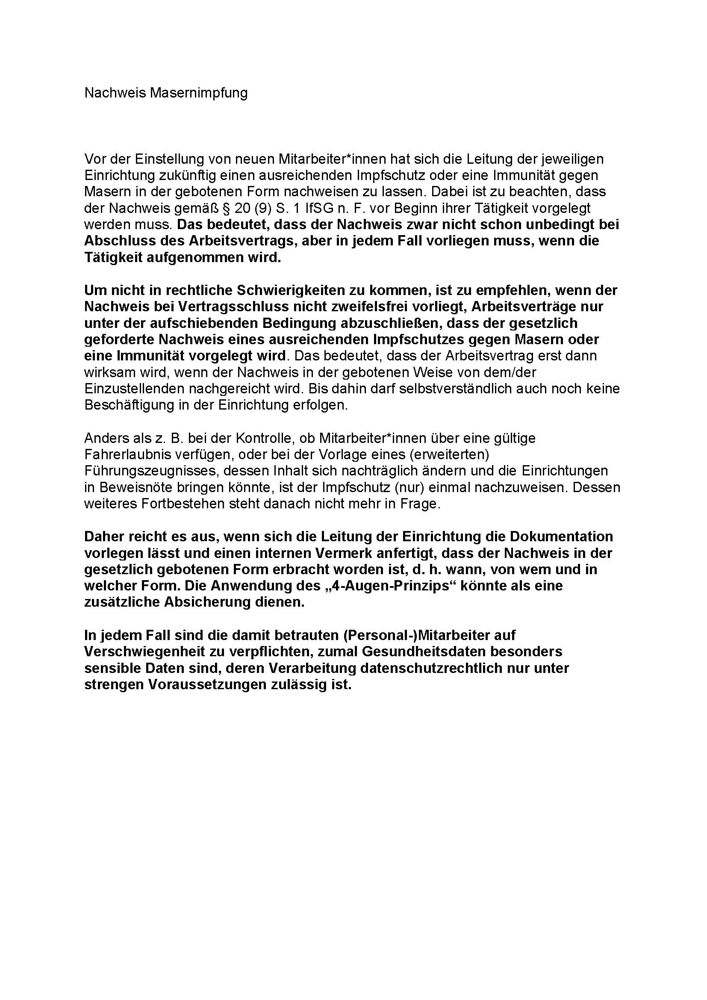 Nachweis Masernimpfung
Vor der Einstellung von neuen Mitarbeiter*innen hat sich die Leitung der jeweiligen
Einrichtung zukünftig einen ausreichenden Impfschutz oder eine Immunität gegen
Masern in der gebotenen Form nachweisen zu lassen. Dabei ist zu beachten, dass
der Nachweis gemäß § 20 (9) S. 1 IfSG n. F. vor Beginn ihrer Tätigkeit vorgelegt
werden muss. Das bedeutet, dass der Nachweis zwar nicht schon unbedingt bei
Abschluss des Arbeitsvertrags, aber in jedem Fall vorliegen muss, wenn die
Tätigkeit aufgenommen wird.
Um nicht in rechtliche Schwierigkeiten zu kommen, ist zu empfehlen, wenn der
Nachweis bei Vertragsschluss nicht zweifelsfrei vorliegt, Arbeitsverträge nur
unter der aufschiebenden Bedingung abzuschließen, dass der gesetzlich
geforderte Nachweis eines ausreichenden Impfschutzes gegen Masern oder
eine Immunität vorgelegt wird. Das bedeutet, dass der Arbeitsvertrag erst dann
wirksam wird, wenn der Nachweis in der gebotenen Weise von dem/der
Einzustellenden nachgereicht wird. Bis dahin darf selbstverständlich auch noch keine
Beschäftigung in der Einrichtung erfolgen.
Anders als z. B. bei der Kontrolle, ob Mitarbeiter*innen über eine gültige
Fahrerlaubnis verfügen, oder bei der Vorlage eines (erweiterten)
Führungszeugnisses, dessen Inhalt sich nachträglich ändern und die Einrichtungen
in Beweisnöte bringen könnte, ist der Impfschutz (nur) einmal nachzuweisen. Dessen
weiteres Fortbestehen steht danach nicht mehr in Frage.
Daher reicht es aus, wenn sich die Leitung der Einrichtung die Dokumentation
vorlegen lässt und einen internen Vermerk anfertigt, dass der Nachweis in der
gesetzlich gebotenen Form erbracht worden ist, d. h. wann, von wem und in
welcher Form. Die Anwendung des „4-Augen-Prinzips“ könnte als eine
zusätzliche Absicherung dienen.
In jedem Fall sind die damit betrauten (Personal-)Mitarbeiter auf
Verschwiegenheit zu verpflichten, zumal Gesundheitsdaten besonders
sensible Daten sind, deren Verarbeitung datenschutzrechtlich nur unter
strengen Voraussetzungen zulässig ist.